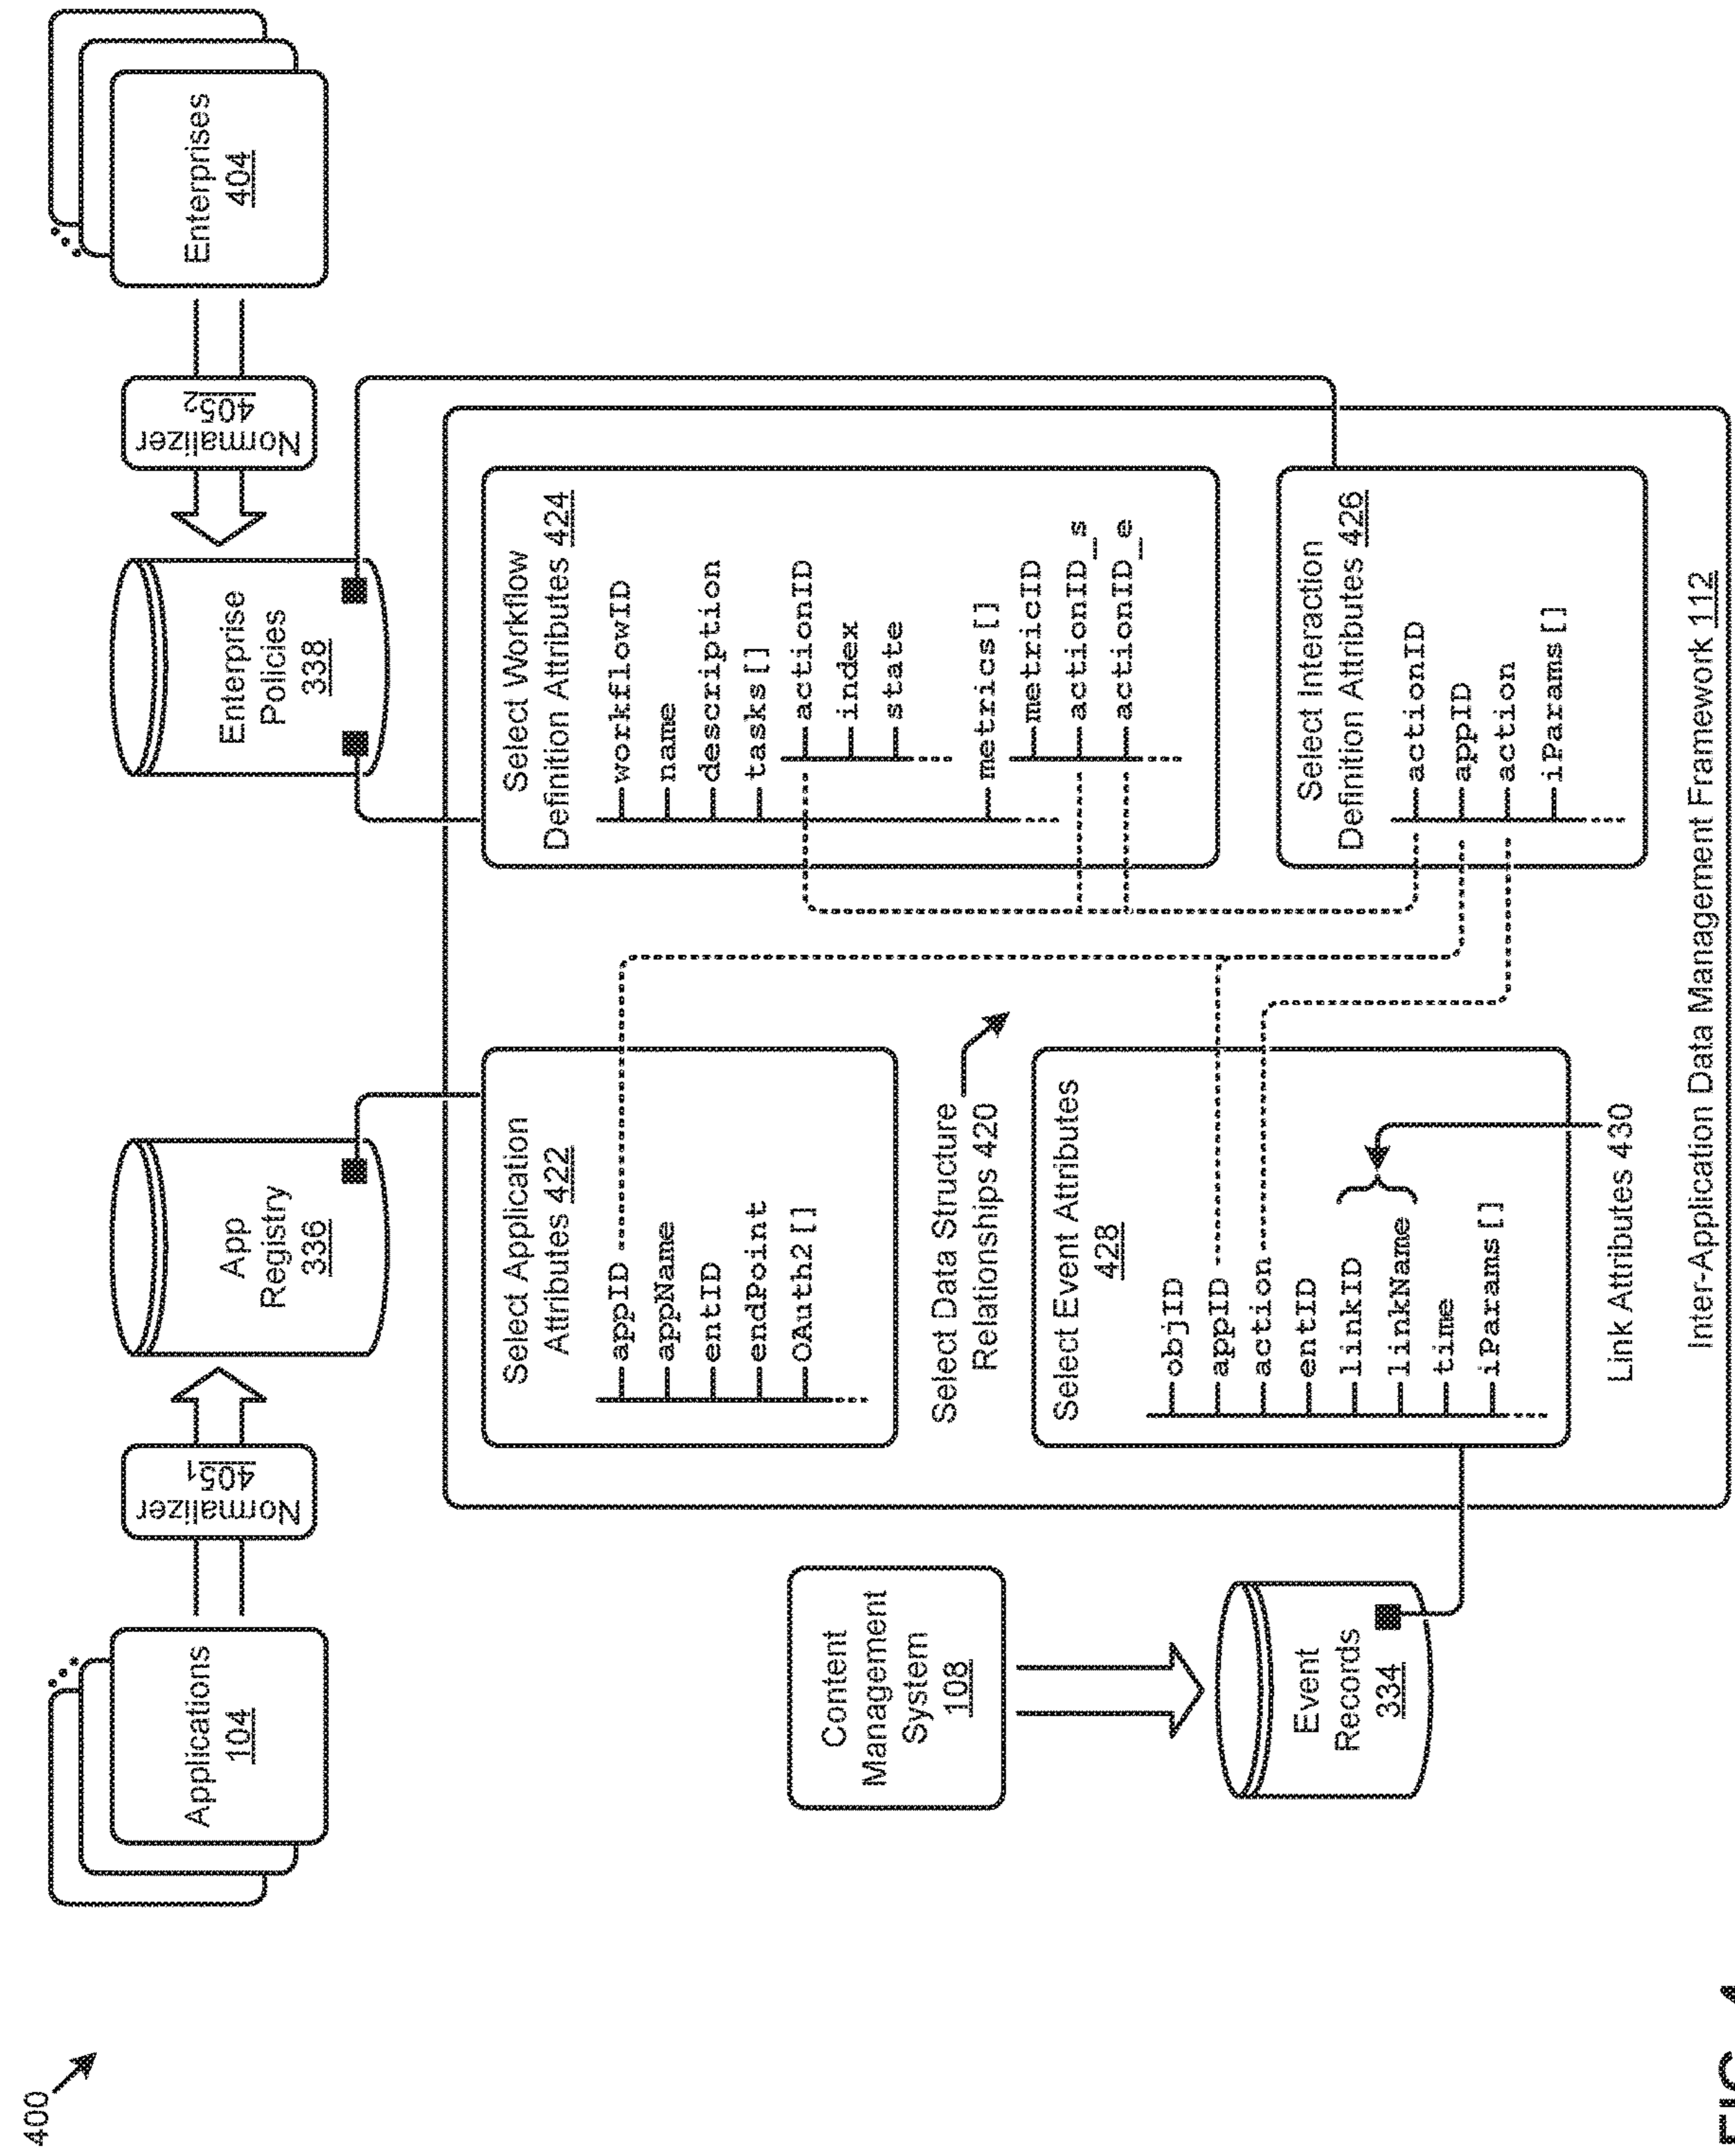 400
Applications
104
Normalizer
405₁
App
Registry
336
Enterprise
Policies
338
Normalizer
405₂
Enterprises
404
Content
Management
System
108
Event
Records
334
Select Application
Attributes 422
appID
appName
entID
endPoint
OAuth2[]
Select Workflow
Definition Attributes 424
workflowID
name
description
tasks[]
actionID
index
state
metrics[]
metricID
actionID_s
actionID_e
Select Data Structure
Relationships 420
Select Event Attributes
428
objID
appID
action
entID
linkID
linkName
time
iParams[]
Select Interaction
Definition Attributes 426
actionID
appID
action
iParams[]
Link Attributes 430
Inter-Application Data Management Framework 112